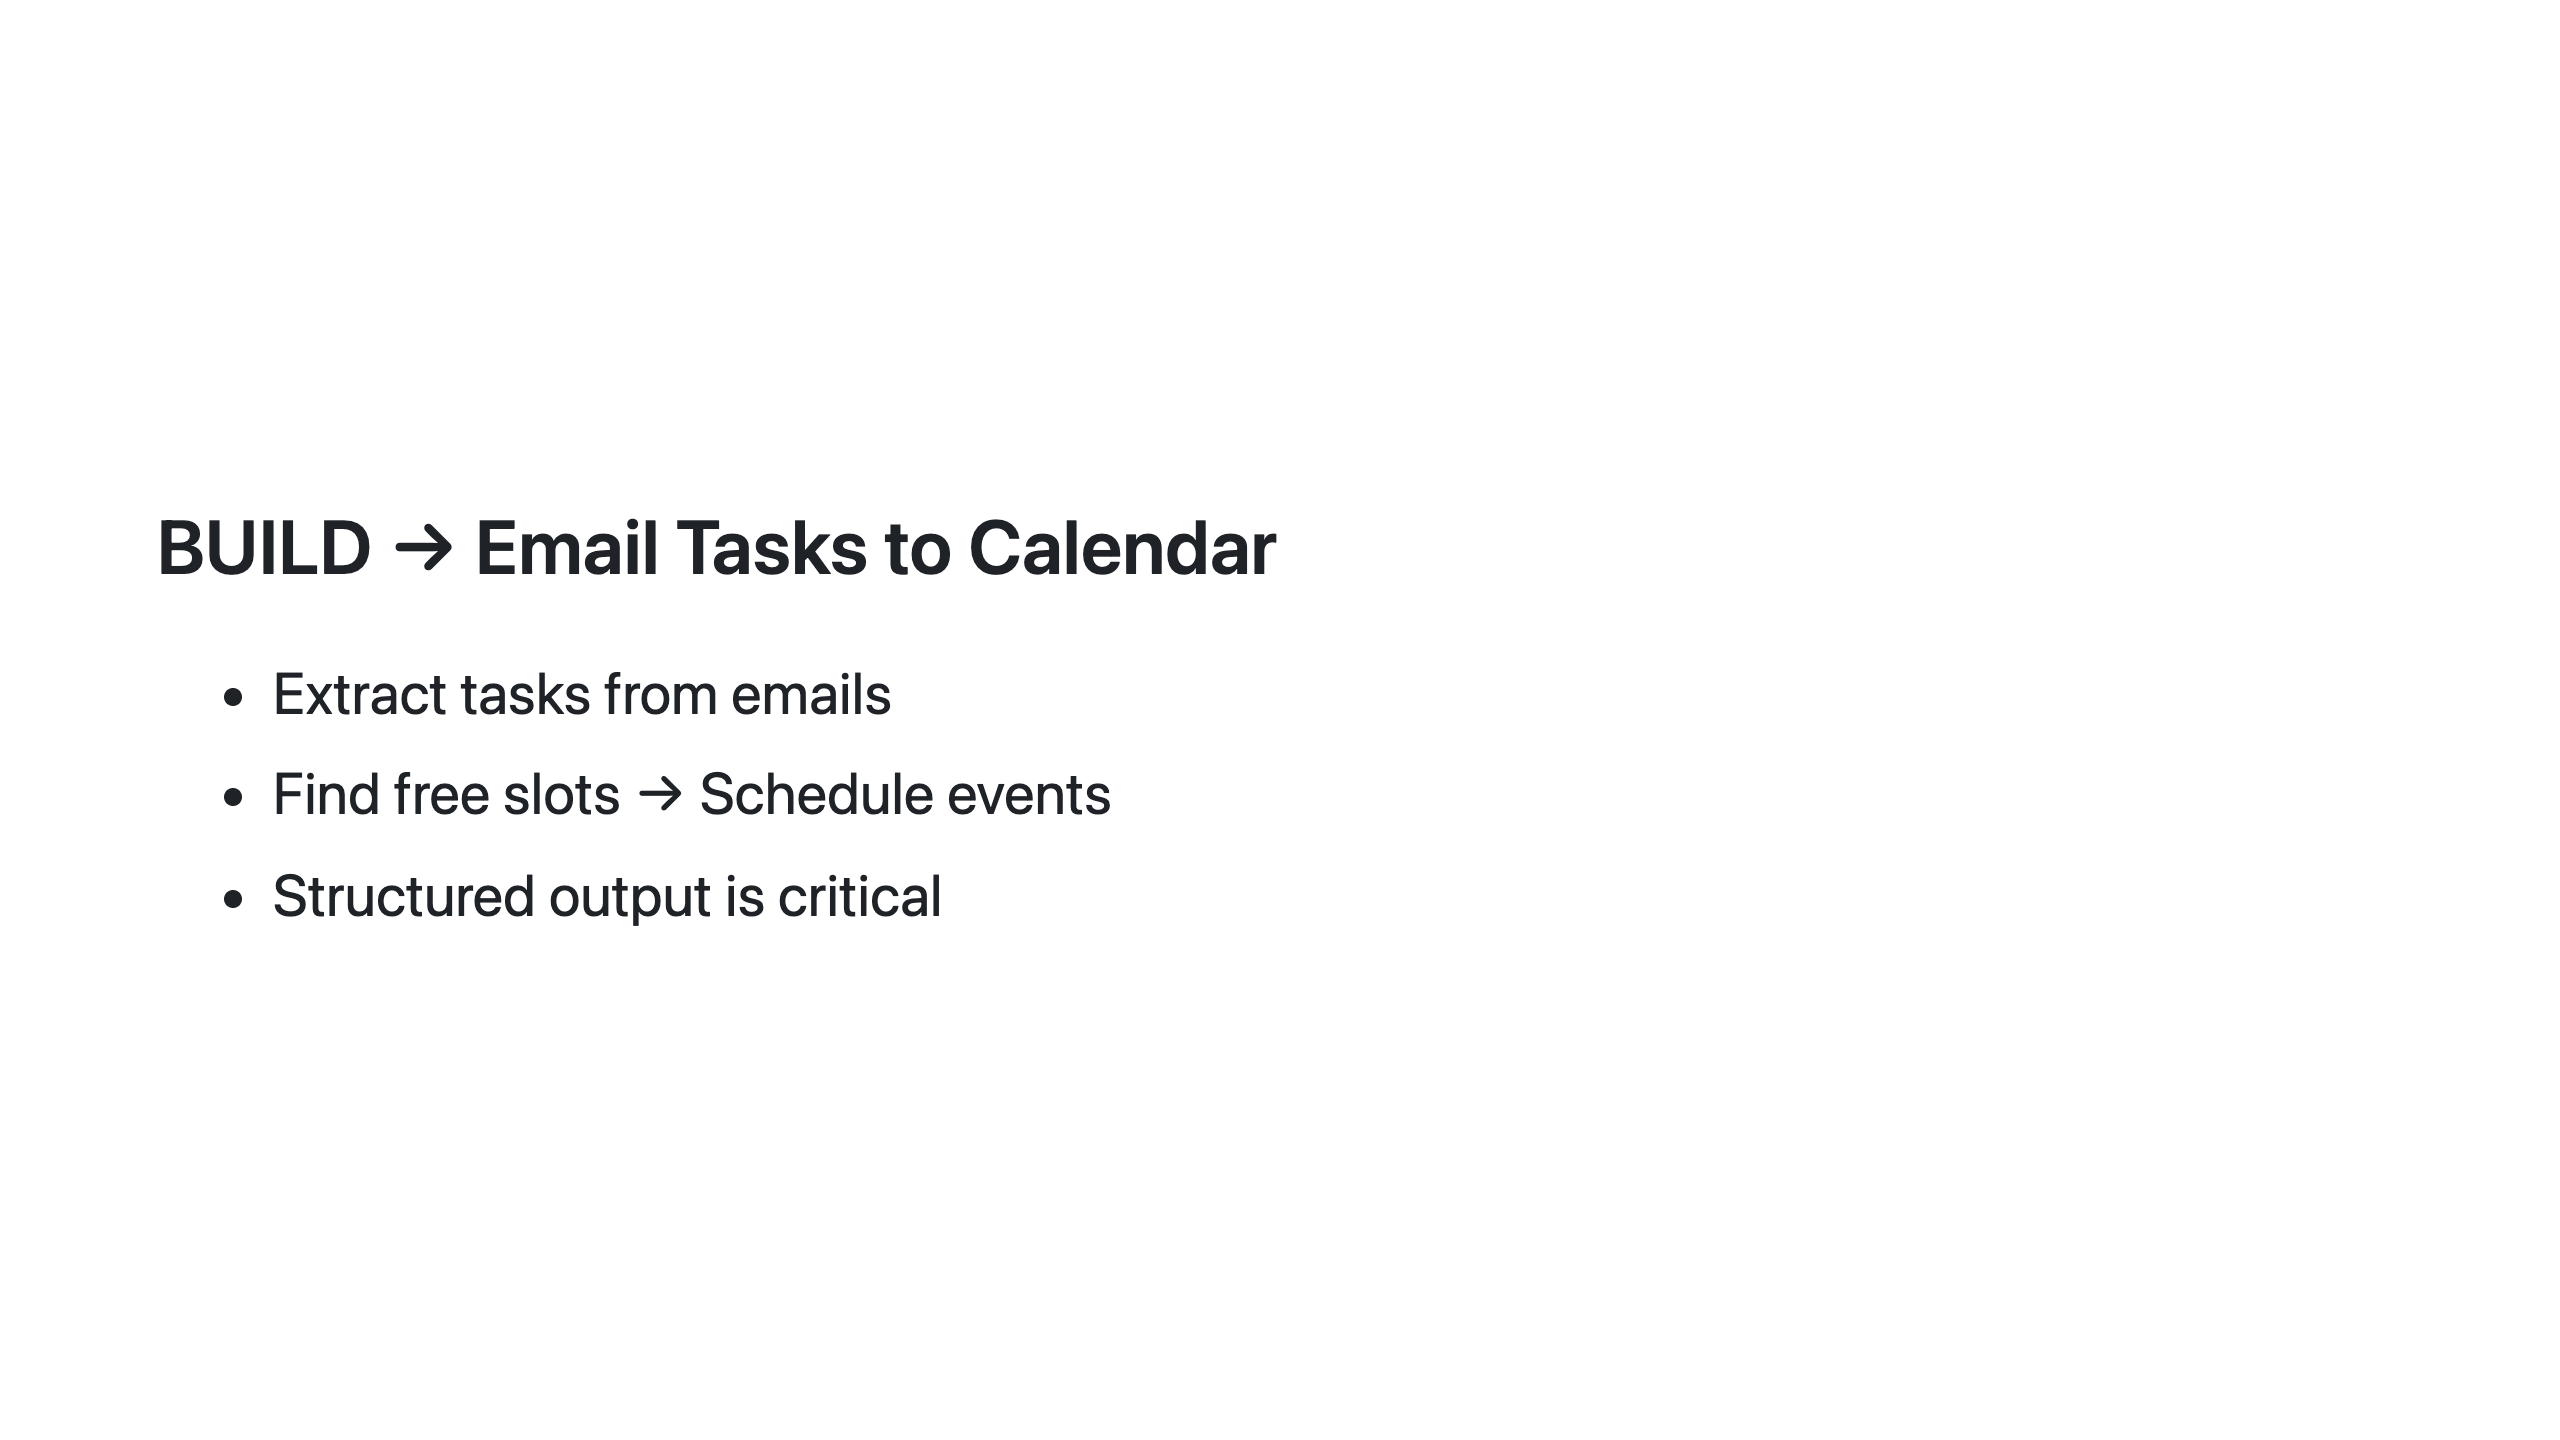 BUILD → Email Tasks to Calendar
• Extract tasks from emails
• Find free slots → Schedule events
• Structured output is critical